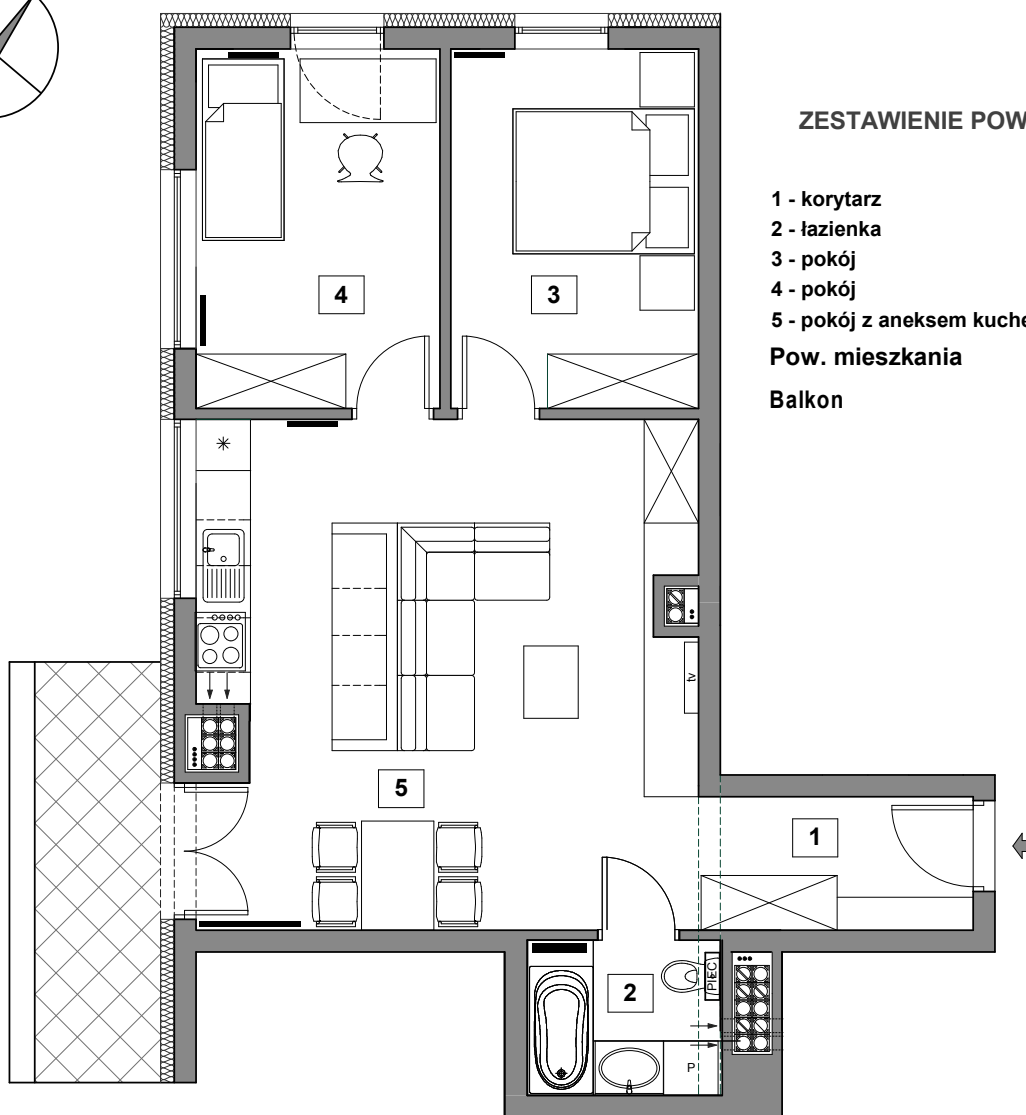 ZESTAWIENIE POW
1 - korytarz
2 - łazienka
3 - pokój
4 - pokój
5 - pokój z aneksem kuche
Pow. mieszkania
Balkon
4
3
tv
5
1
2
PIEC
P